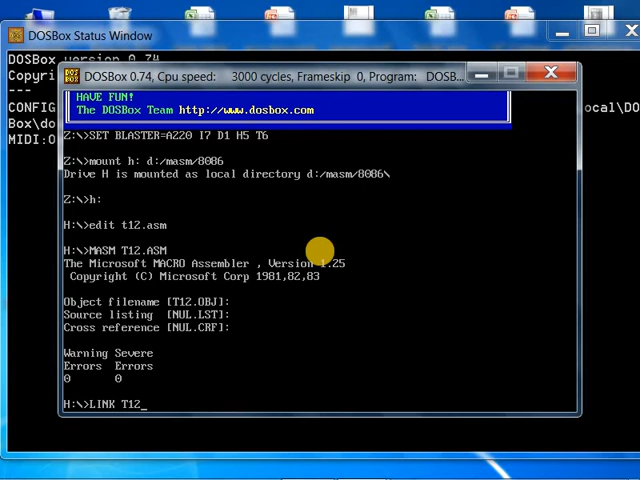 DOSBox Status Window
DOSBox version 0.74
Copyri
---
CONFIG
ocal\DO
Box\do
MIDI:O
DOSBox 0.74, Cpu speed: 3000 cycles, Frameskip 0, Program: DOSB...
HAVE FUN!
The DOSBox Team http://www.dosbox.com
Z:\>SET BLASTER=A220 I7 D1 H5 T6
Z:\>mount h: d:/masm/8086
Drive H is mounted as local directory d:/masm/8086\
Z:\>h:
H:\>edit t12.asm
H:\>MASM T12.ASM
The Microsoft MACRO Assembler , Version 1.25
Copyright (C) Microsoft Corp 1981,82,83
Object filename [T12.OBJ]:
Source listing [NUL.LST]:
Cross reference [NUL.CRF]:
Warning Severe
Errors Errors
0 0
H:\>LINK T12_